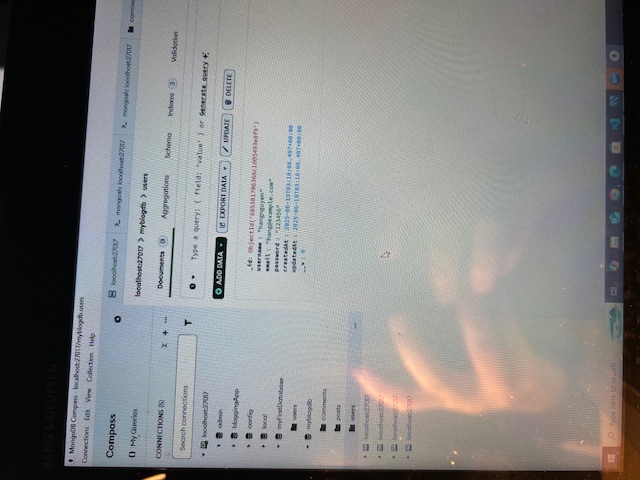 BANG & OLUFSEN
MongoDB Compass - localhost:27017/myblogdb.users
Connections Edit View Collection Help
Compass
My Queries
CONNECTIONS (5)
Search connections
localhost:27017
admin
bloggingApp
config
local
myFirstDatabase
users
myblogdb
comments
posts
users
localhost:27017
localhost:27017
localhost:27017
localhost:27017
localhost:27017
mongosh: localhost:27017
mongosh: localhost:27017
localhost:27017 > myblogdb > users
Documents 0
Aggregations
Schema
Indexes 3
Validation
Type a query: { field: 'value' } or Generate query
ADD DATA
EXPORT DATA
UPDATE
DELETE
username : "hangnguyen"
email : "hang@example.com"
password : "123456"
createdAt : 2025-06-19T03:18:08.487+00:00
updatedAt : 2025-06-19T03:18:08.487+00:00
__v : 0
Type here to search